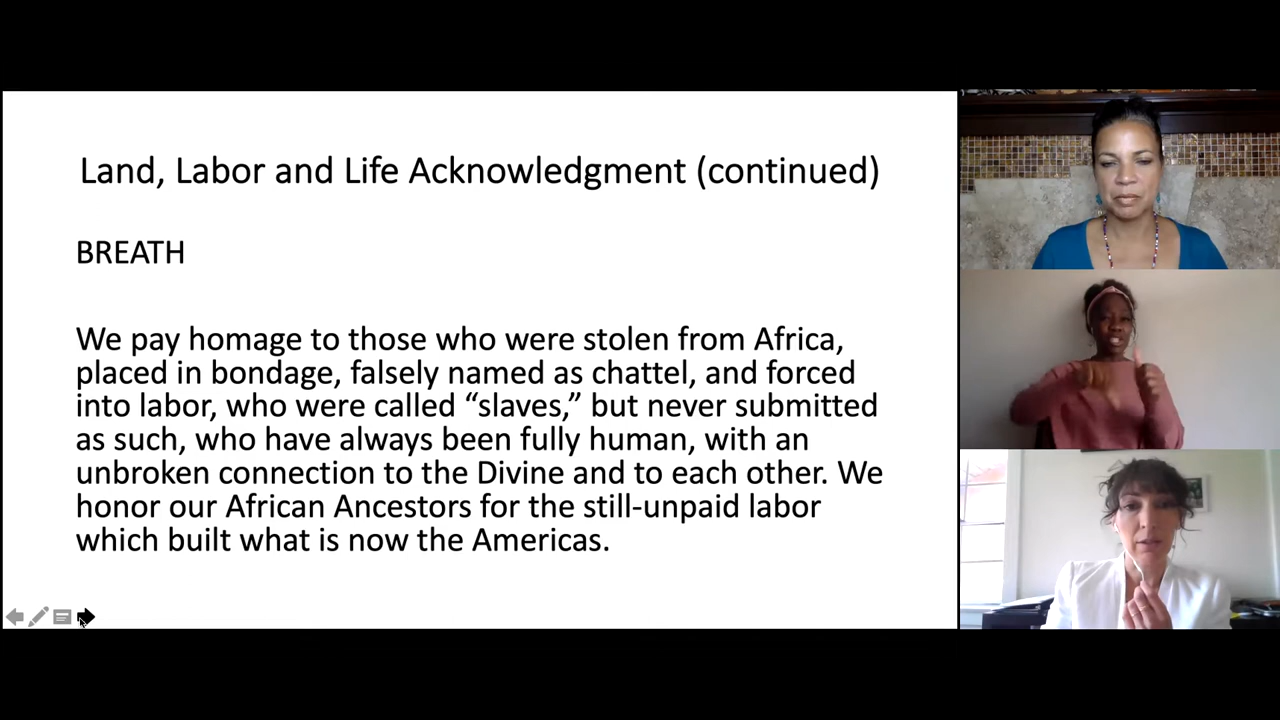 Land, Labor and Life Acknowledgment (continued)
BREATH
We pay homage to those who were stolen from Africa,
placed in bondage, falsely named as chattel, and forced
into labor, who were called “slaves,” but never submitted
as such, who have always been fully human, with an
unbroken connection to the Divine and to each other. We
honor our African Ancestors for the still-unpaid labor
which built what is now the Americas.